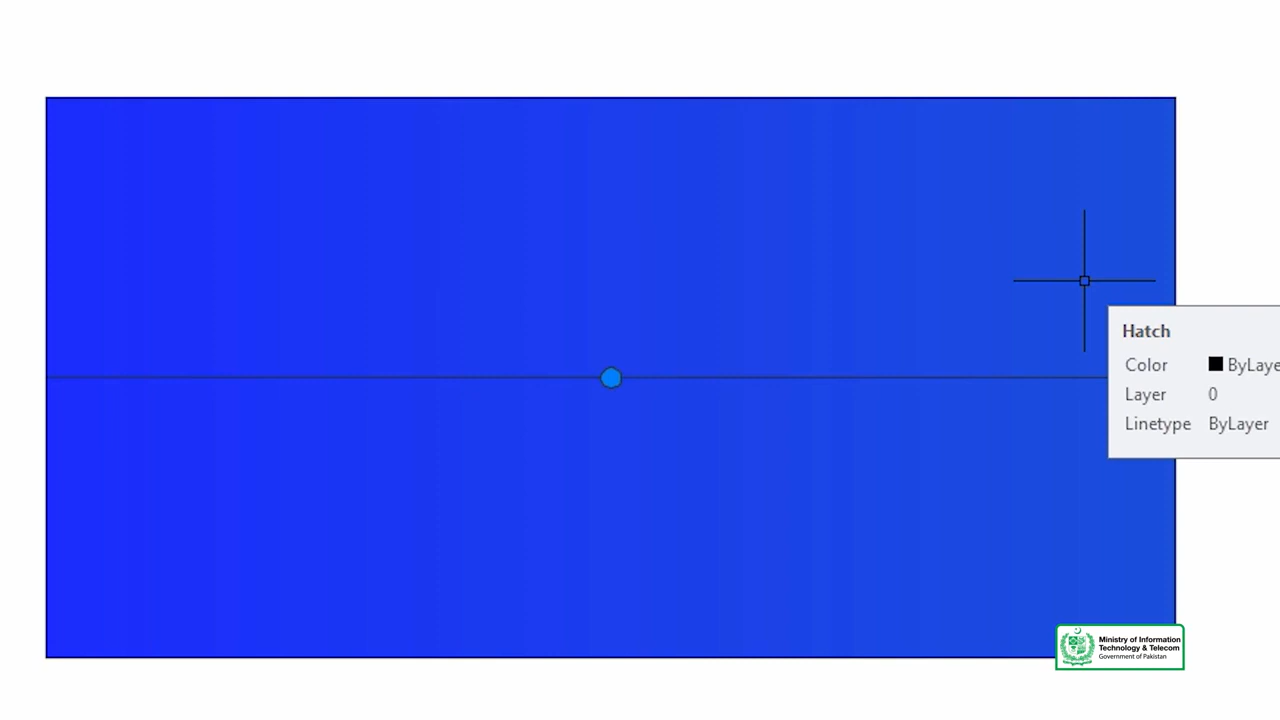 Hatch
Color ByLaye
Layer 0
Linetype ByLayer
Ministry of Information
Technology & Telecom
Government of Pakistan